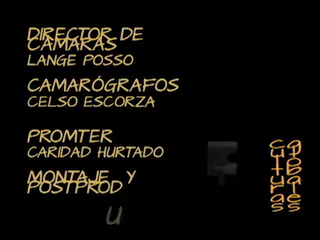 DIRECTOR DE
CAMARAS
LANGE POSSO
CAMARÓGRAFOS
CELSO ESCORZA
PROMTER
CARIDAD HURTADO
MONTAJE Y
POSTPROD
u